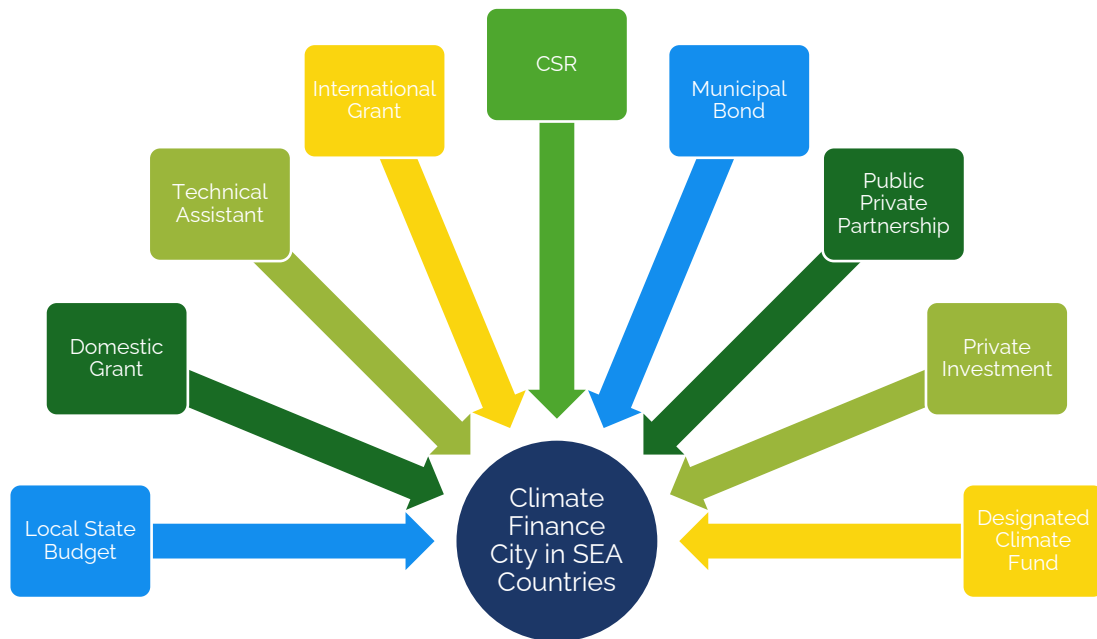 CSR
International
Grant
Municipal
Bond
Technical
Assistant
Public
Private
Partnership
Domestic
Grant
Private
Investment
Local State
Budget
Climate
Finance
City in SEA
Countries
Designated
Climate
Fund